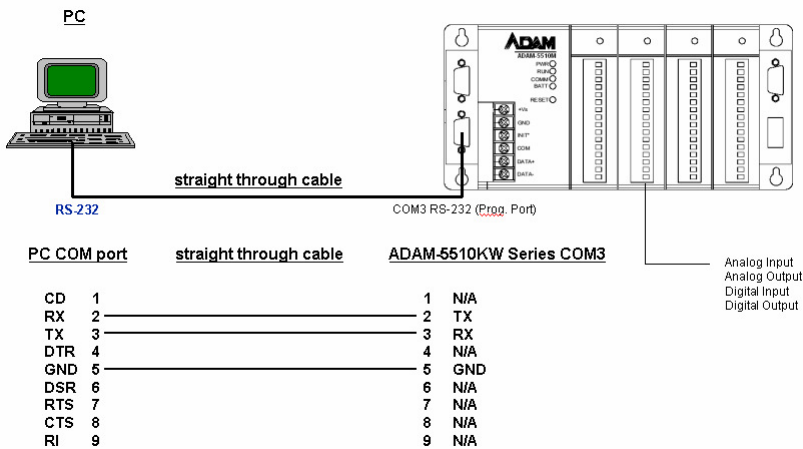 PC
ADAM
ADAM-5510M
PWR
RUN
COMM
BATT
RESET
+Vs
GND
INIT*
COM
DATA+
DATA-
straight through cable
RS-232
COM3 RS-232 (Prog. Port)
PC COM port straight through cable ADAM-5510KW Series COM3
Analog Input
Analog Output
Digital Input
Digital Output
CD 1 1 N/A
RX 2 2 TX
TX 3 3 RX
DTR 4 4 N/A
GND 5 5 GND
DSR 6 6 N/A
RTS 7 7 N/A
CTS 8 8 N/A
RI 9 9 N/A